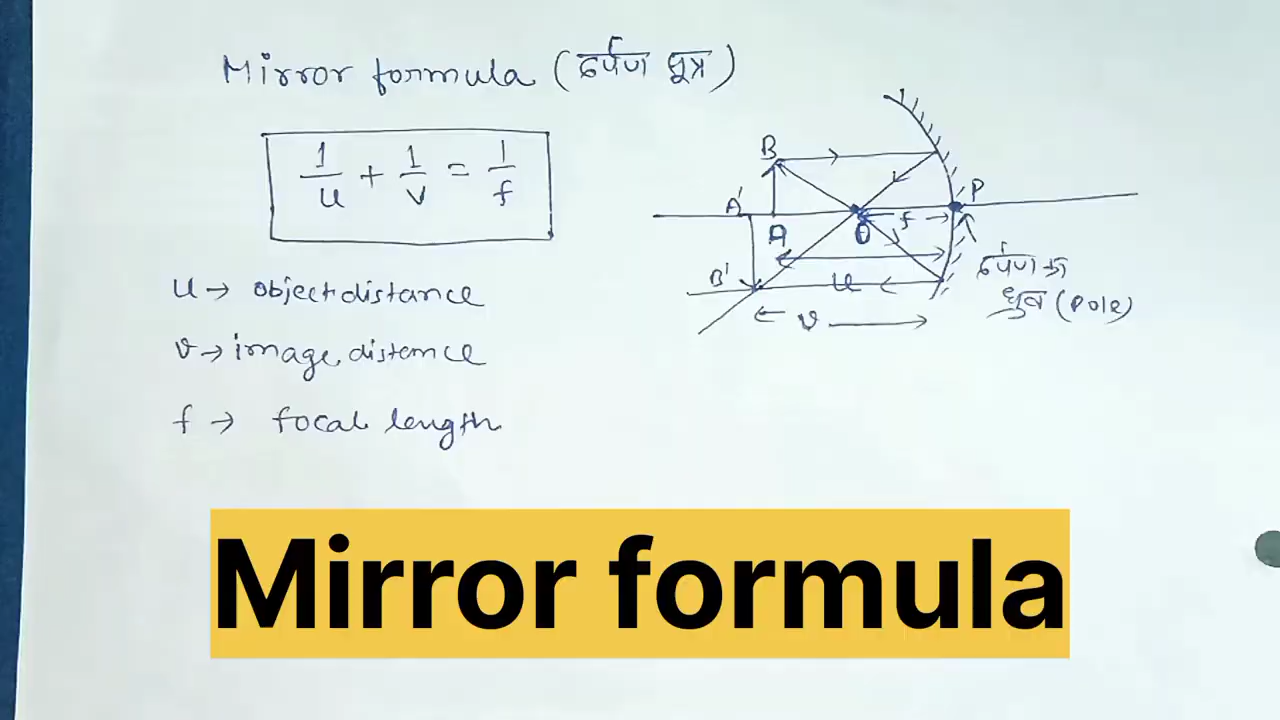 Mirror formula (दर्पण सूत्र)
1/u + 1/v = 1/f
u → object distance
v → image distance
f → focal length
B
A'
A
B'
θ
f
P
u
v
दर्पण का
ध्रुव (Pole)
Mirror formula